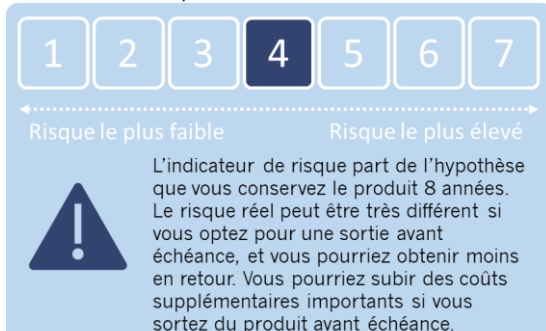 1 2 3 4 5 6 7
Risque le plus faible Risque le plus élevé
L'indicateur de risque part de l'hypothèse
que vous conservez le produit 8 années.
Le risque réel peut être très différent si
vous optez pour une sortie avant
échéance, et vous pourriez obtenir moins
en retour. Vous pourriez subir des coûts
supplémentaires importants si vous
sortez du produit avant échéance.